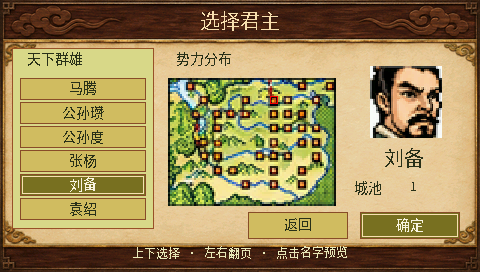 选择君主
天下群雄
势力分布
马腾
公孙瓒
公孙度
张杨
刘备
袁绍
刘备
城池 1
返回
确定
上下选择 · 左右翻页 · 点击名字预览